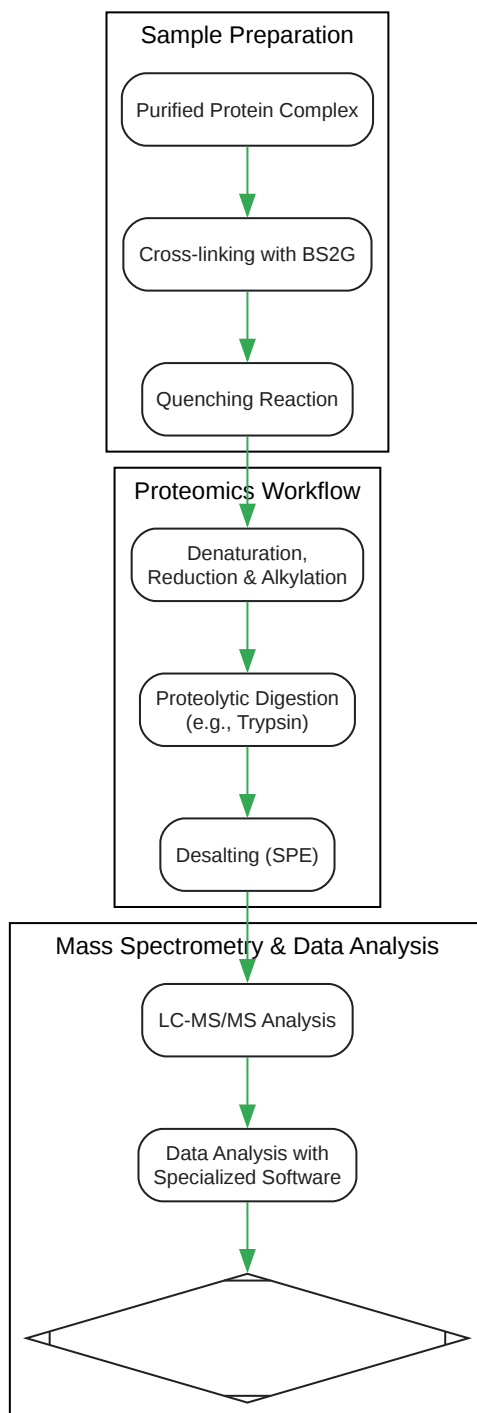 Sample Preparation
Purified Protein Complex
Cross-linking with BS2G
Quenching Reaction
Proteomics Workflow
Denaturation,
Reduction & Alkylation
Proteolytic Digestion
(e.g., Trypsin)
Desalting (SPE)
Mass Spectrometry & Data Analysis
LC-MS/MS Analysis
Data Analysis with
Specialized Software